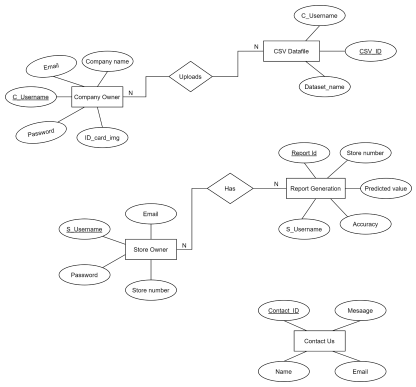 C_Username
N
CSV Datafile
CSV_ID
Dataset_name
Uploads
Email
Company name
C_Username
Company Owner
N
Password
ID_card_img
Report Id
Store number
Has
N
Report Generation
Predicted value
S_Username
Accuracy
Email
S_Username
Store Owner
N
Password
Store number
Contact_ID
Mesaage
Contact Us
Name
Email